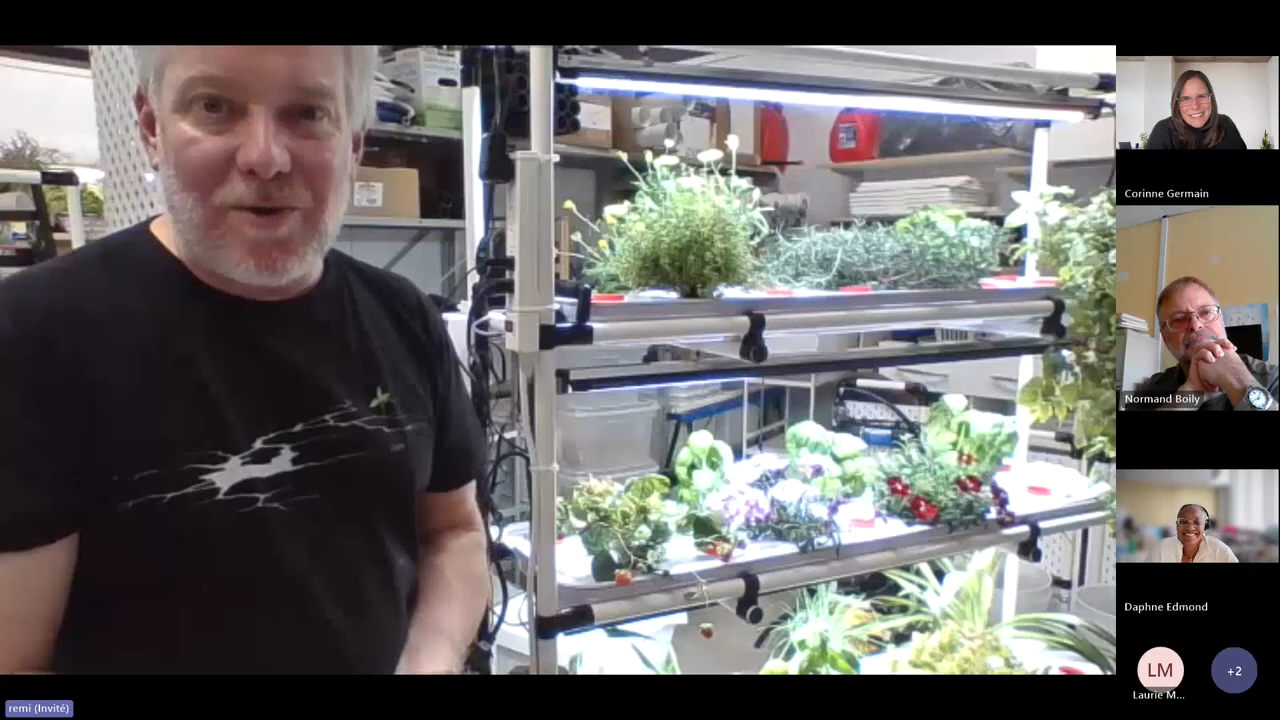 Corinne Germain
Normand Boily
Daphne Edmond
LM
+2
Laurie M...
remi (Invité)